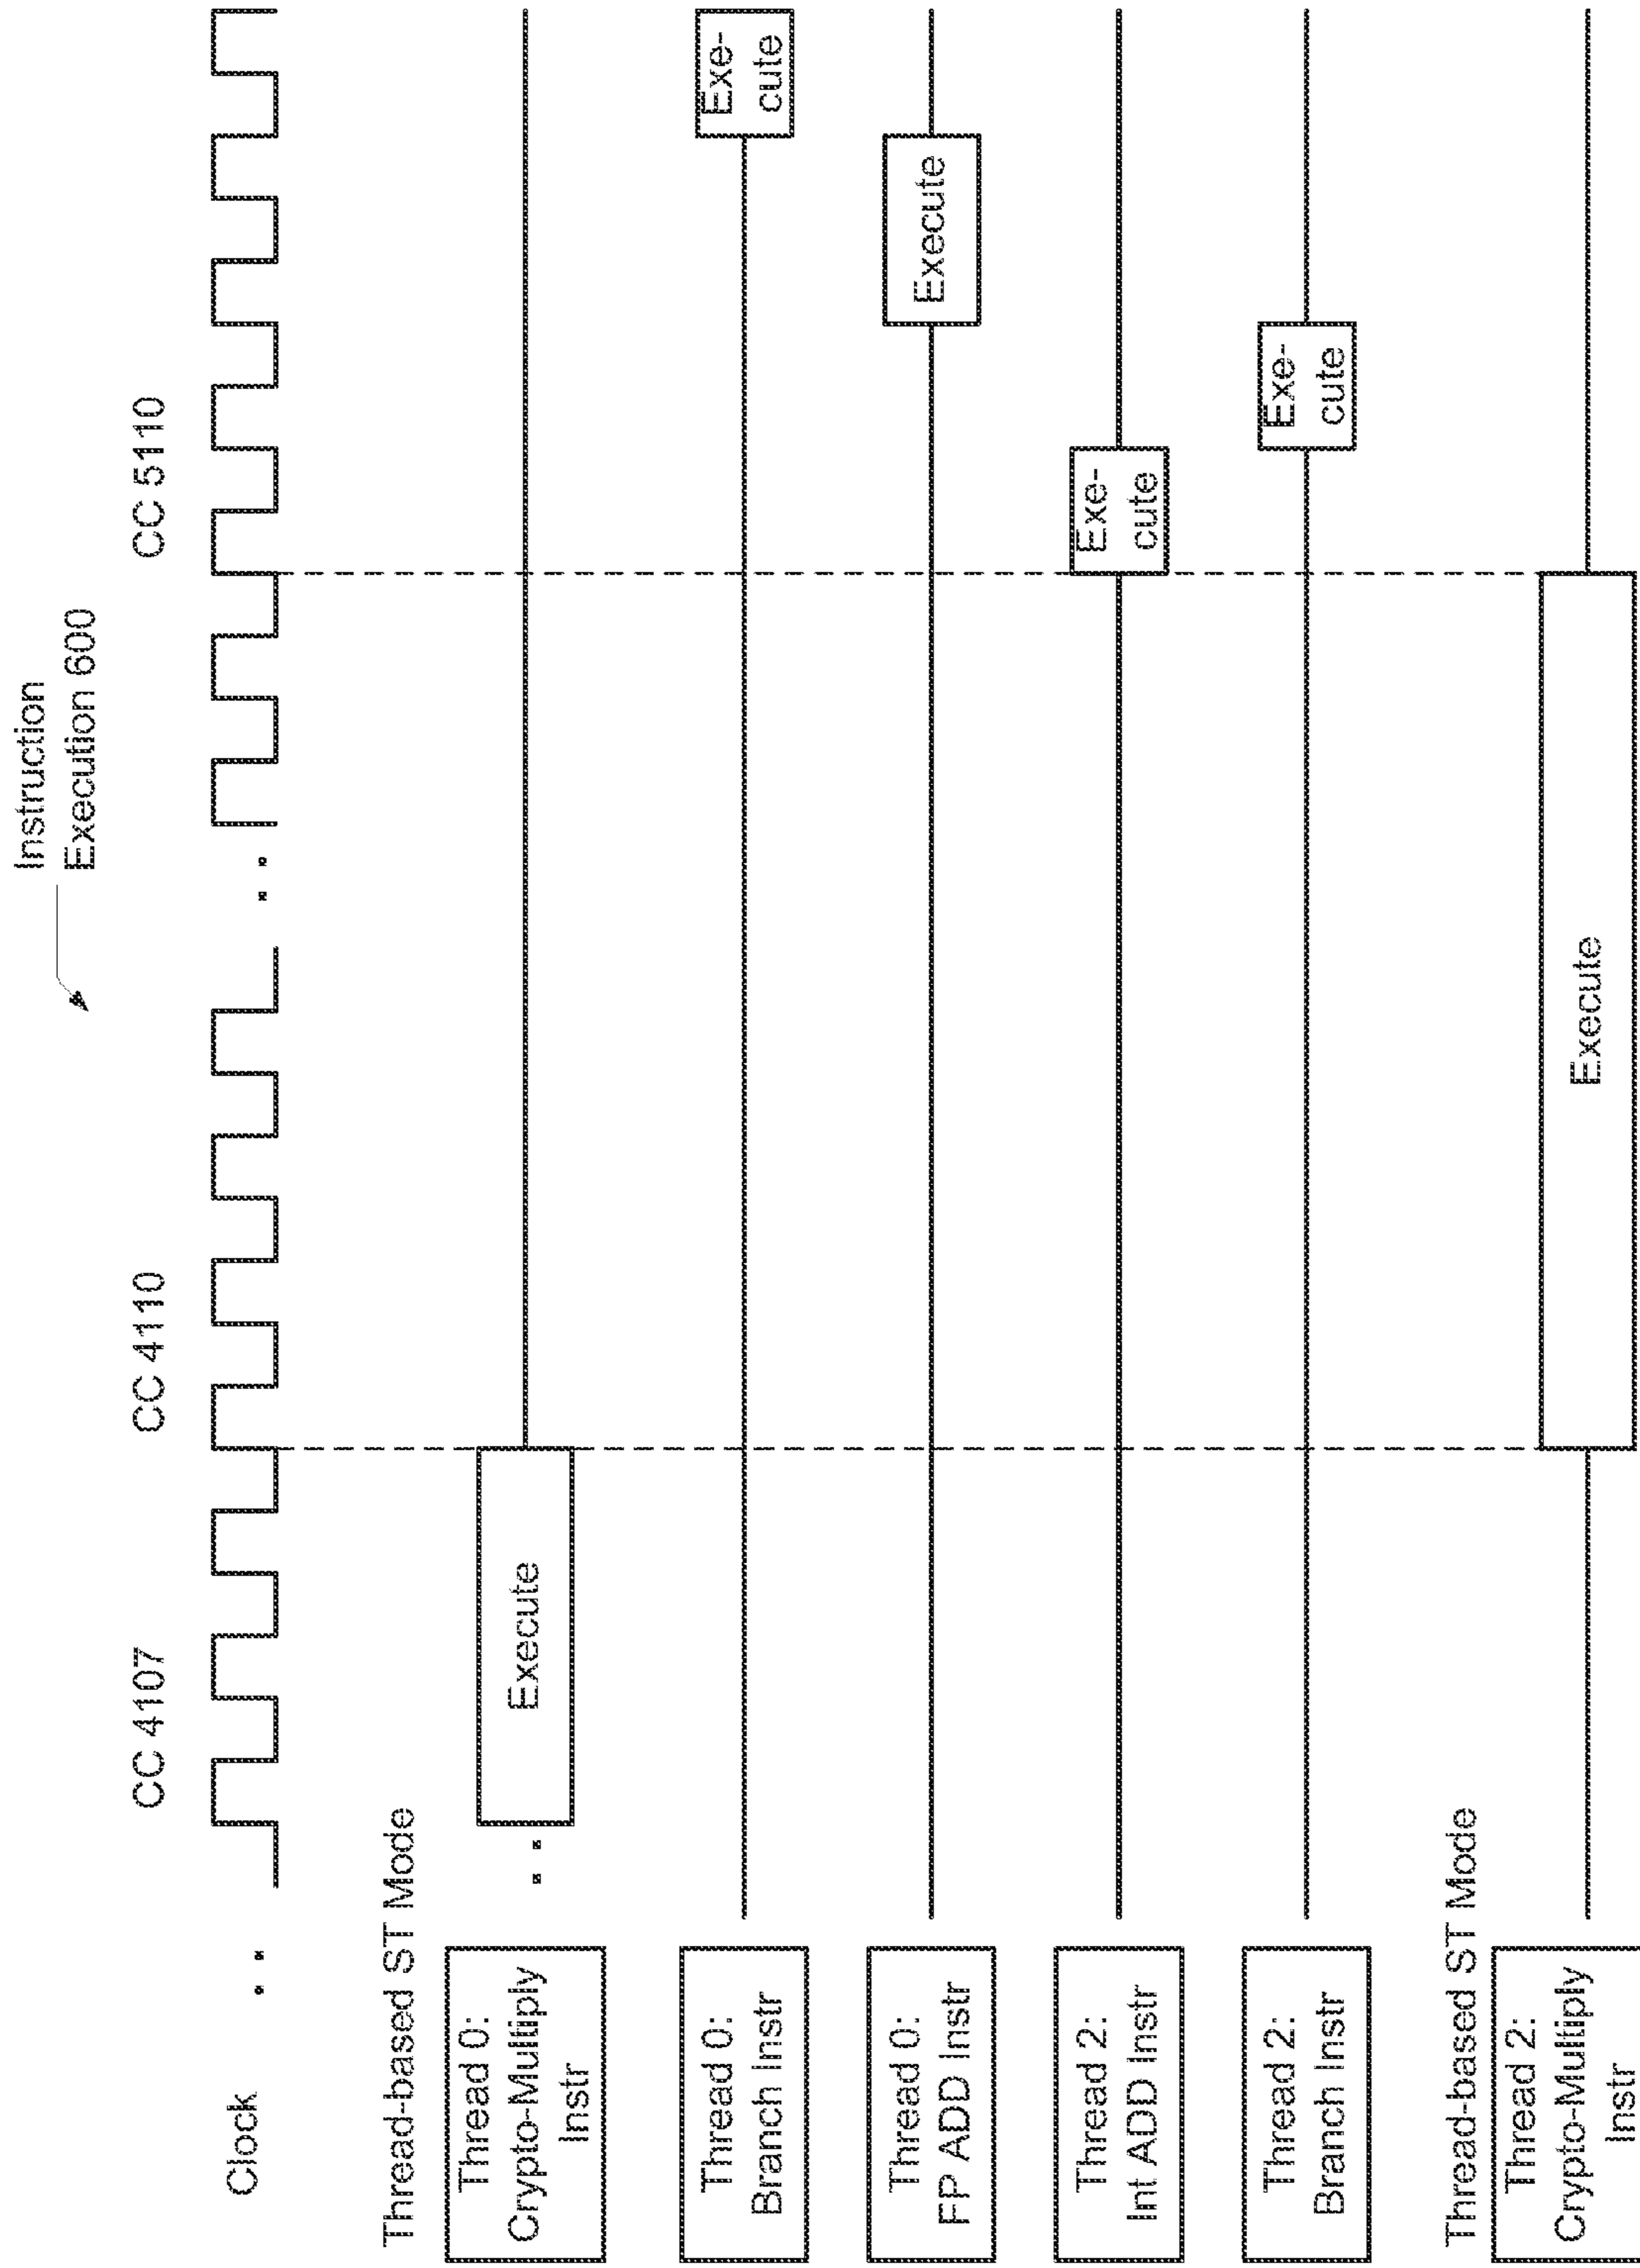 Instruction
Execution 600
CC 4107
CC 4110
CC 5110
Clock
Thread-based ST Mode
Thread 0:
Crypto-Multiply
Instr
Execute
Thread 0:
Branch Instr
Exe-
cute
Thread 0:
FP ADD Instr
Execute
Thread 2:
Int ADD Instr
Exe-
cute
Thread 2:
Branch Instr
Exe-
cute
Thread-based ST Mode
Thread 2:
Crypto-Multiply
Instr
Execute